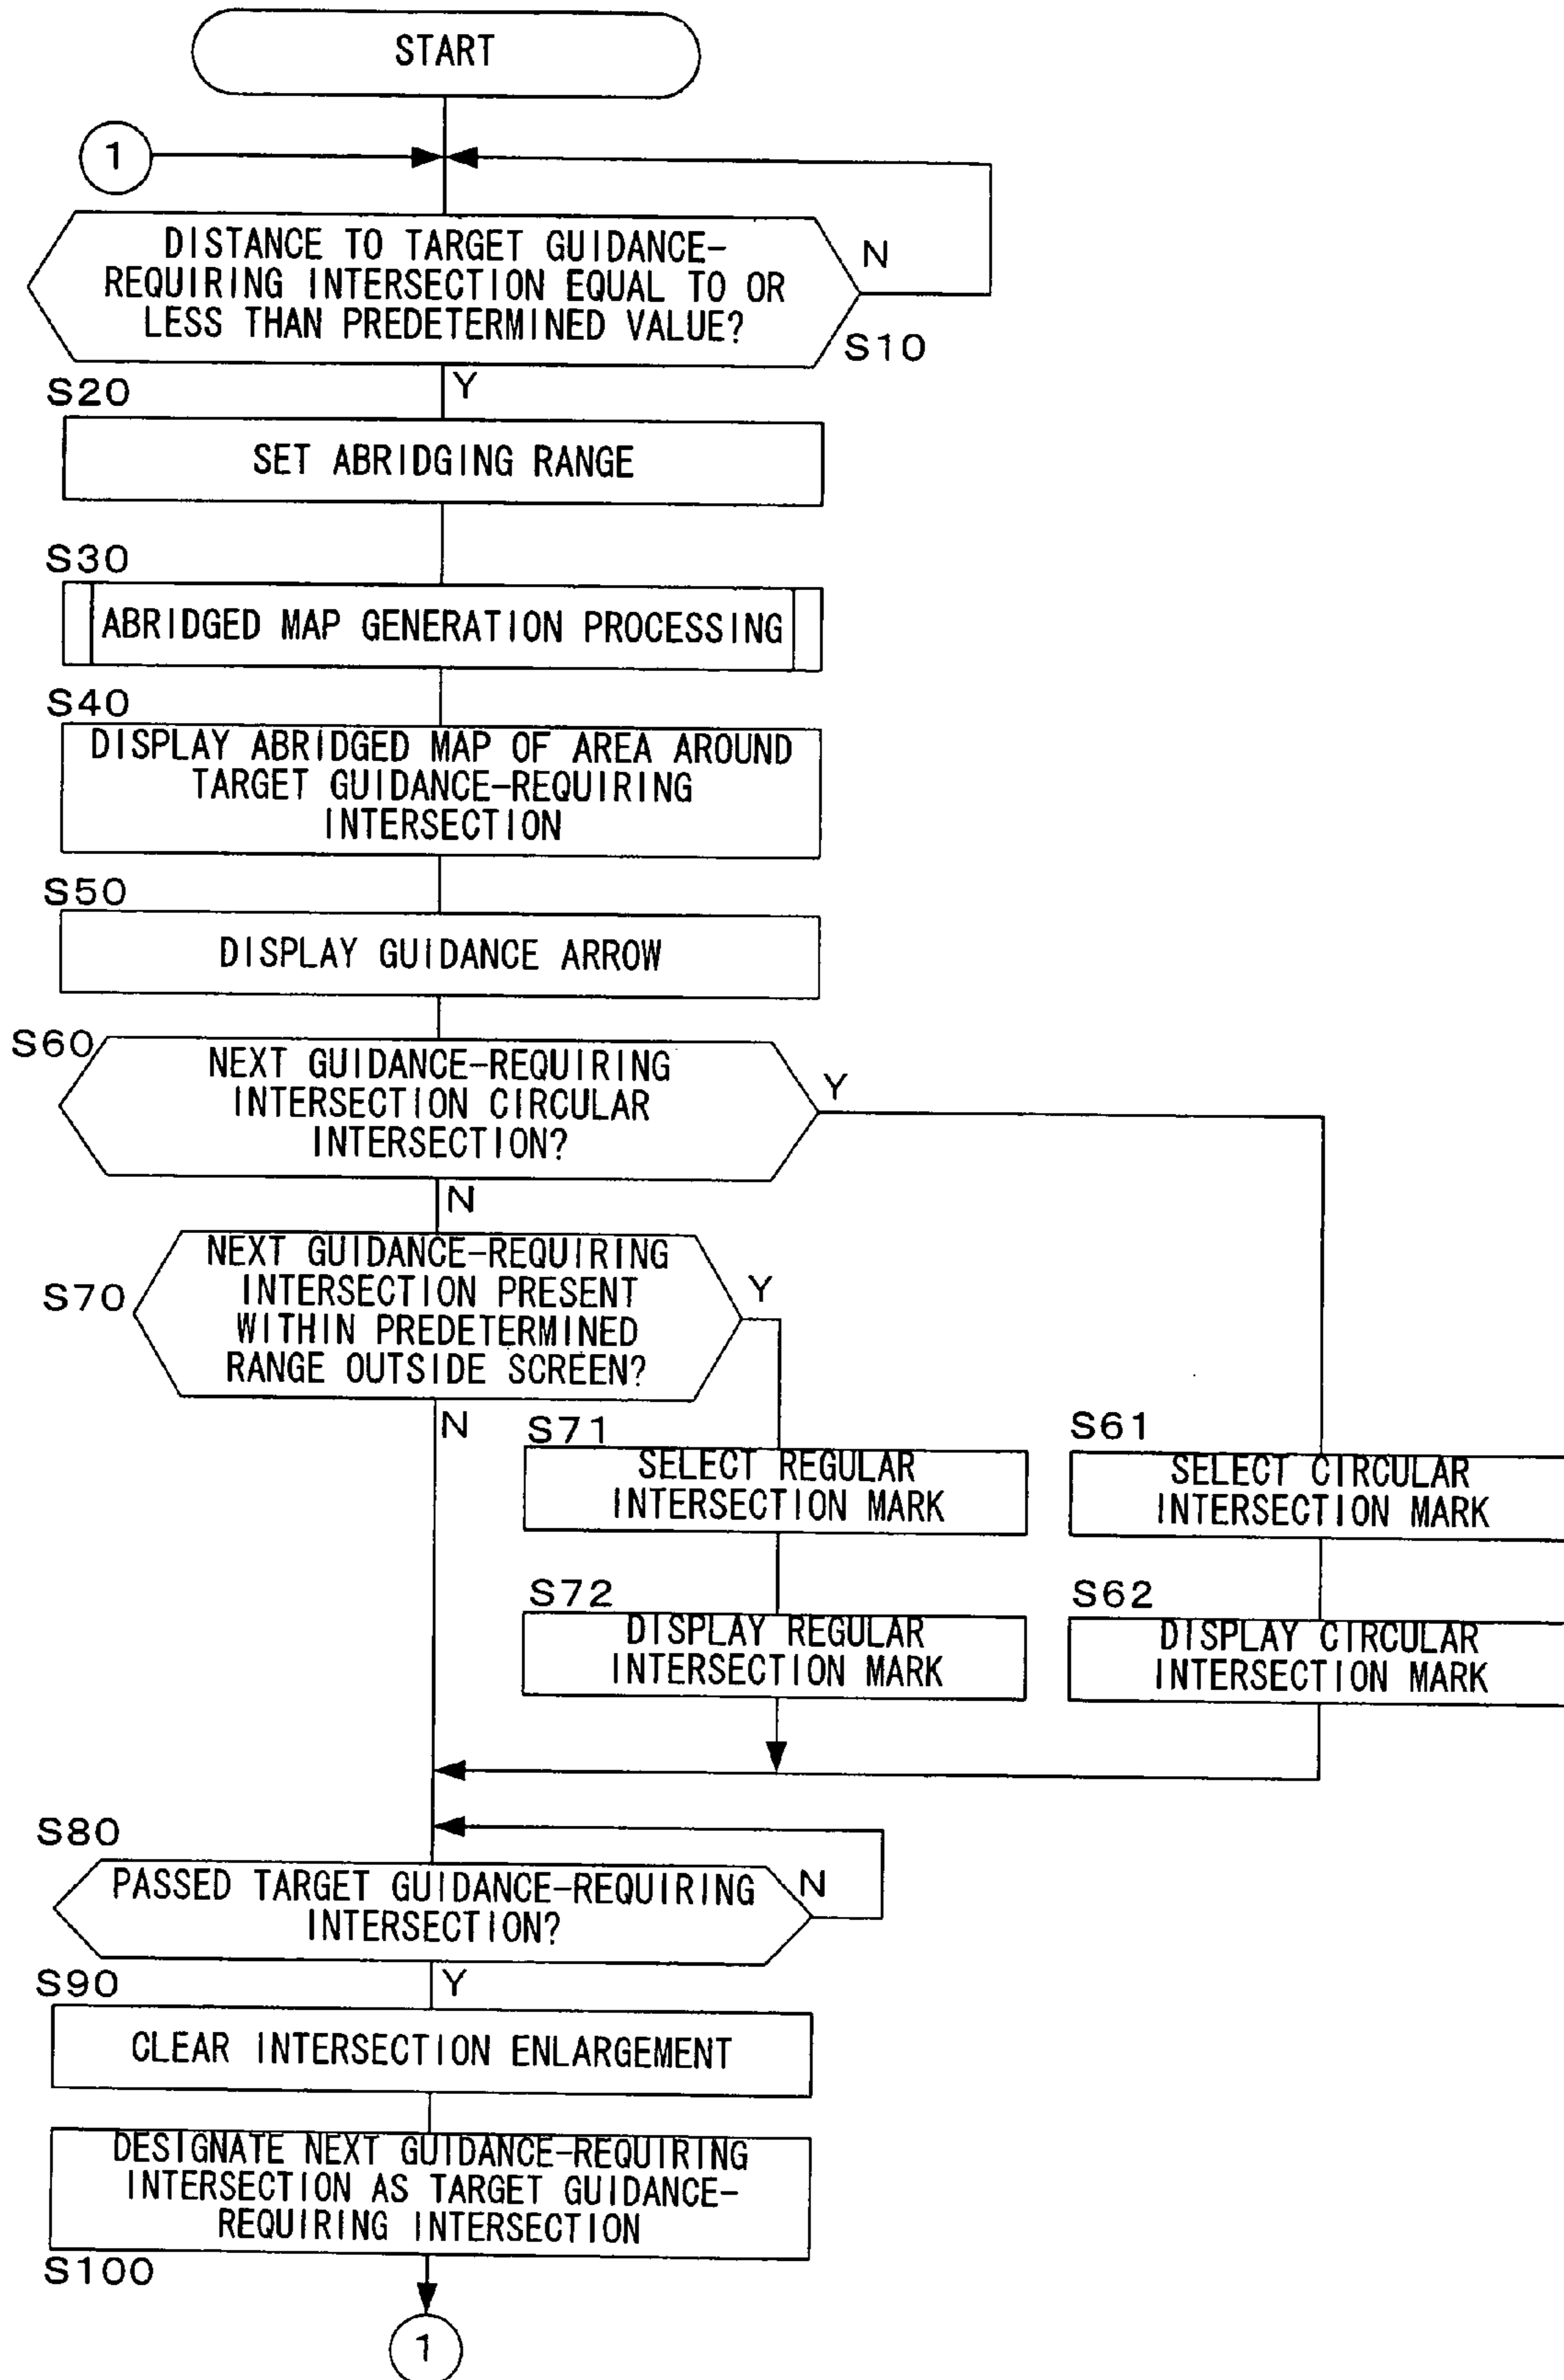 START
1
DISTANCE TO TARGET GUIDANCE-
REQUIRING INTERSECTION EQUAL TO OR
LESS THAN PREDETERMINED VALUE?
N
S10
Y
S20
SET ABRIDGING RANGE
S30
ABRIDGED MAP GENERATION PROCESSING
S40
DISPLAY ABRIDGED MAP OF AREA AROUND
TARGET GUIDANCE-REQUIRING
INTERSECTION
S50
DISPLAY GUIDANCE ARROW
S60
NEXT GUIDANCE-REQUIRING
INTERSECTION CIRCULAR
INTERSECTION?
Y
N
S70
NEXT GUIDANCE-REQUIRING
INTERSECTION PRESENT
WITHIN PREDETERMINED
RANGE OUTSIDE SCREEN?
Y
N
S71
SELECT REGULAR
INTERSECTION MARK
S61
SELECT CIRCULAR
INTERSECTION MARK
S72
DISPLAY REGULAR
INTERSECTION MARK
S62
DISPLAY CIRCULAR
INTERSECTION MARK
S80
PASSED TARGET GUIDANCE-REQUIRING
INTERSECTION?
N
Y
S90
CLEAR INTERSECTION ENLARGEMENT
DESIGNATE NEXT GUIDANCE-REQUIRING
INTERSECTION AS TARGET GUIDANCE-
REQUIRING INTERSECTION
S100
1